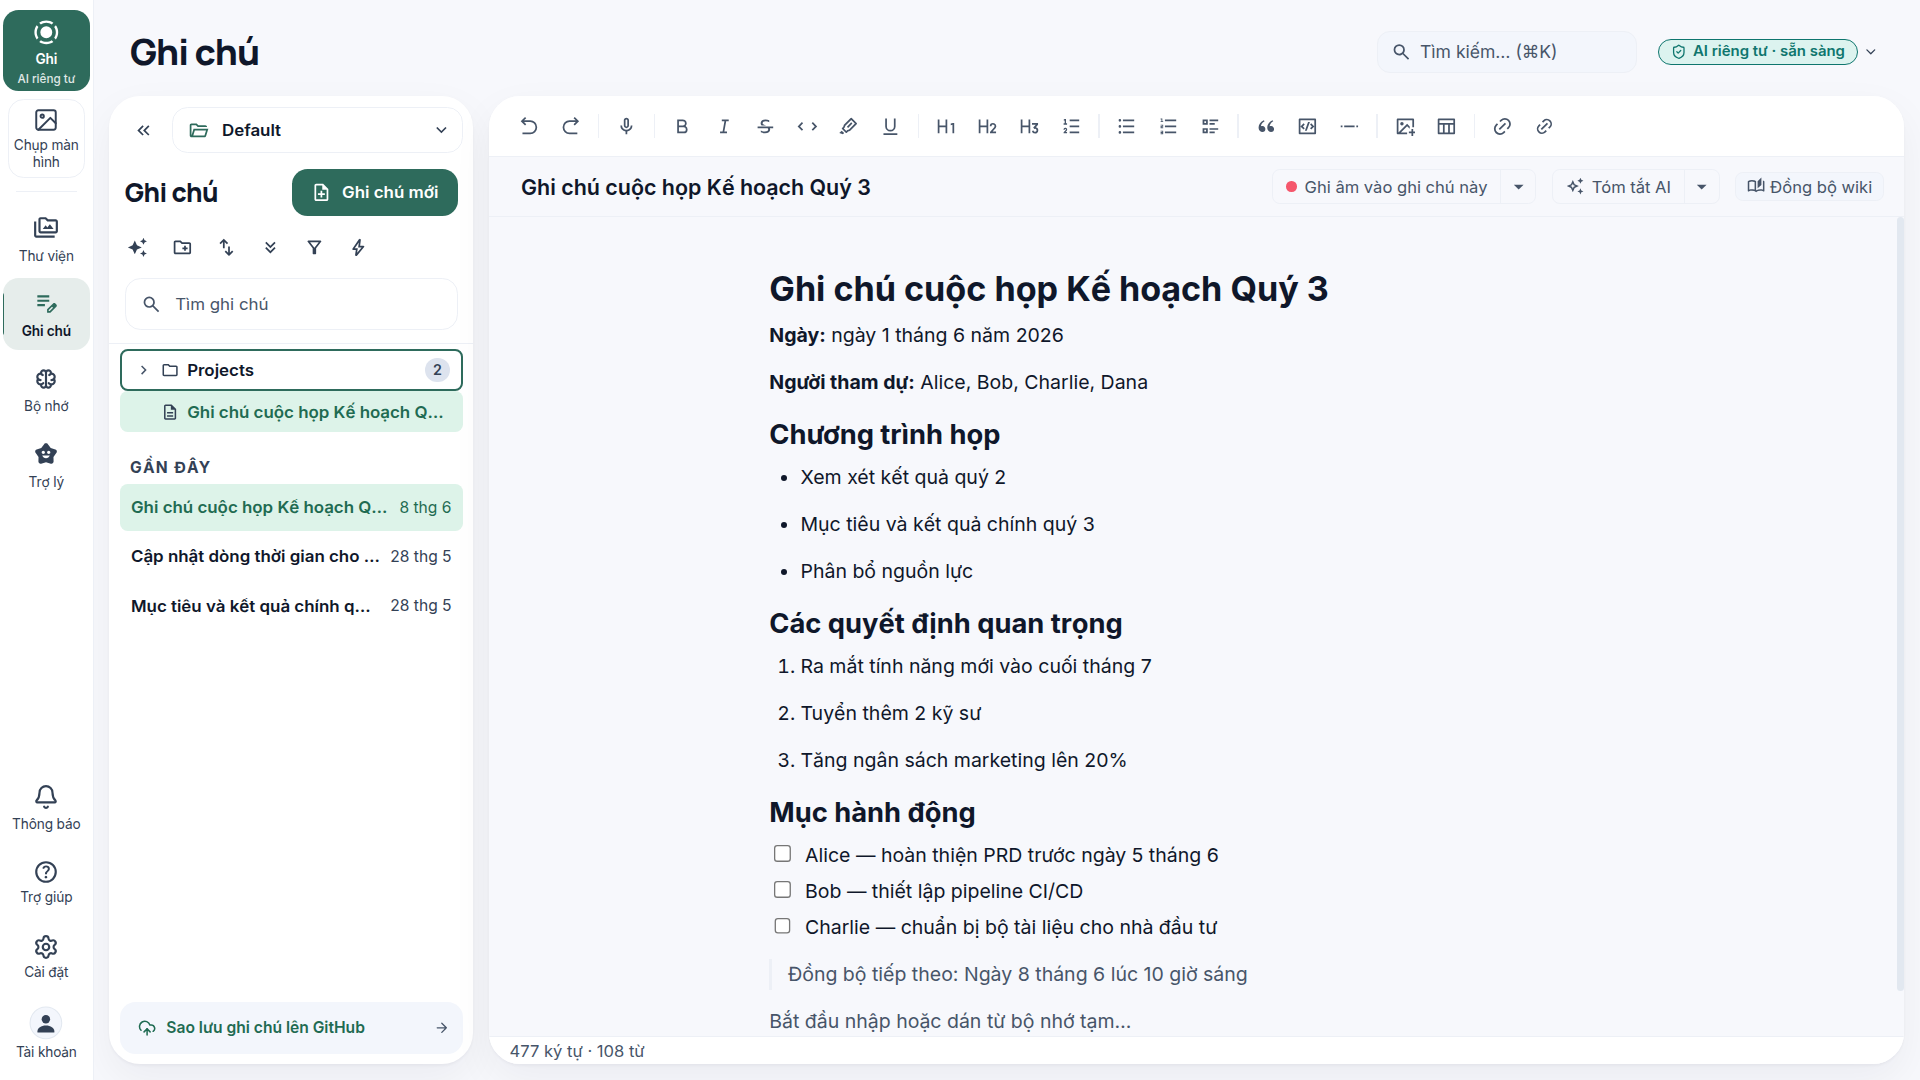 Ghi
AI riêng tư
Chụp màn
hình
Thư viện
Ghi chú
Bộ nhớ
Trợ lý
Thông báo
Trợ giúp
Cài đặt
Tài khoản
Ghi chú
Tìm kiếm... (⌘K)
AI riêng tư · sẵn sàng
Default
Ghi chú
Ghi chú mới
Tìm ghi chú
Projects
2
Ghi chú cuộc họp Kế hoạch Q...
GẦN ĐÂY
Ghi chú cuộc họp Kế hoạch Q... 8 thg 6
Cập nhật dòng thời gian cho ... 28 thg 5
Mục tiêu và kết quả chính q... 28 thg 5
Sao lưu ghi chú lên GitHub
H1 H2 H3
Ghi chú cuộc họp Kế hoạch Quý 3
Ghi âm vào ghi chú này
Tóm tắt AI
Đồng bộ wiki
Ghi chú cuộc họp Kế hoạch Quý 3
Ngày: ngày 1 tháng 6 năm 2026
Người tham dự: Alice, Bob, Charlie, Dana
Chương trình họp
• Xem xét kết quả quý 2
• Mục tiêu và kết quả chính quý 3
• Phân bổ nguồn lực
Các quyết định quan trọng
1. Ra mắt tính năng mới vào cuối tháng 7
2. Tuyển thêm 2 kỹ sư
3. Tăng ngân sách marketing lên 20%
Mục hành động
Alice — hoàn thiện PRD trước ngày 5 tháng 6
Bob — thiết lập pipeline CI/CD
Charlie — chuẩn bị bộ tài liệu cho nhà đầu tư
Đồng bộ tiếp theo: Ngày 8 tháng 6 lúc 10 giờ sáng
Bắt đầu nhập hoặc dán từ bộ nhớ tạm...
477 ký tự · 108 từ